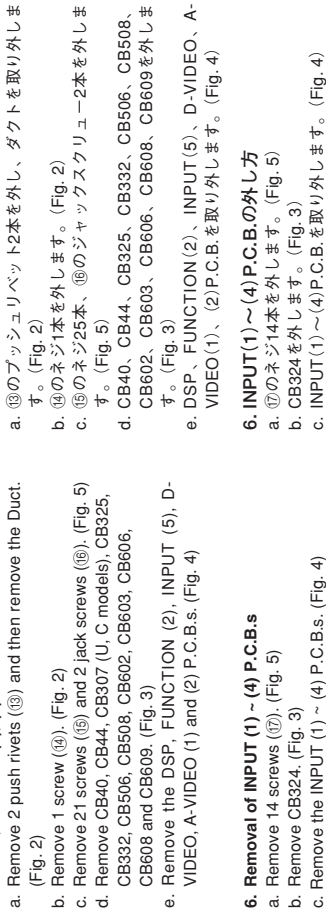 a. Remove 2 push rivets (⑬) and then remove the Duct.
(Fig. 2)
b. Remove 1 screw (⑭). (Fig. 2)
c. Remove 21 screws (⑮) and 2 jack screws (⑯). (Fig. 5)
d. Remove CB40, CB44, CB307 (U, C models), CB325,
CB332, CB506, CB508, CB602, CB603, CB606,
CB608 and CB609. (Fig. 3)
e. Remove the DSP, FUNCTION (2), INPUT (5), D-
VIDEO, A-VIDEO (1) and (2) P.C.B.s. (Fig. 4)
6. Removal of INPUT (1) ~ (4) P.C.B.s
a. Remove 14 screws (⑰). (Fig. 5)
b. Remove CB324. (Fig. 3)
c. Remove the INPUT (1) ~ (4) P.C.B.s. (Fig. 4)
a. ⑬のプッシュリベット2本を外し、ダクトを取り外しま
す。(Fig. 2)
b. ⑭のネジ1本を外します。(Fig. 2)
c. ⑮のネジ25本、⑯のジャックスクリュー2本を外しま
す。(Fig. 5)
d. CB40、CB44、CB325、CB332、CB506、CB508、
CB602、CB603、CB606、CB608、CB609を外しま
す。(Fig. 3)
e. DSP、FUNCTION(2)、INPUT(5)、D-VIDEO、A-
VIDEO(1)、(2)P.C.B.を取り外します。(Fig. 4)
6. INPUT(1)~(4)P.C.B.の外し方
a. ⑰のネジ14本を外します。(Fig. 5)
b. CB324を外します。(Fig. 3)
c. INPUT(1)~(4)P.C.B.を取り外します。(Fig. 4)